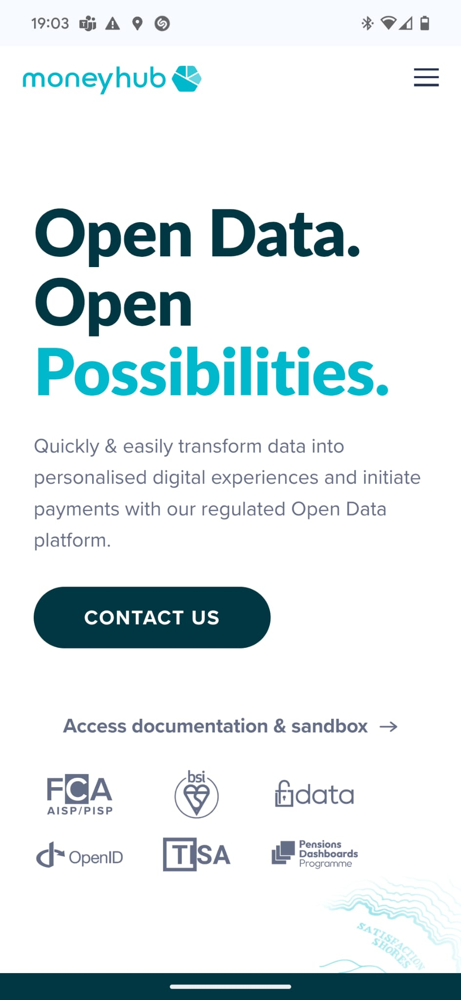 19:03
moneyhub
Open Data.
Open
Possibilities.
Quickly & easily transform data into
personalised digital experiences and initiate
payments with our regulated Open Data
platform.
CONTACT US
Access documentation & sandbox →
FCA
AISP/PISP
bsi
fidata
OpenID
TISA
Pensions
Dashboards
Programme
SATISFACTION
SHORES